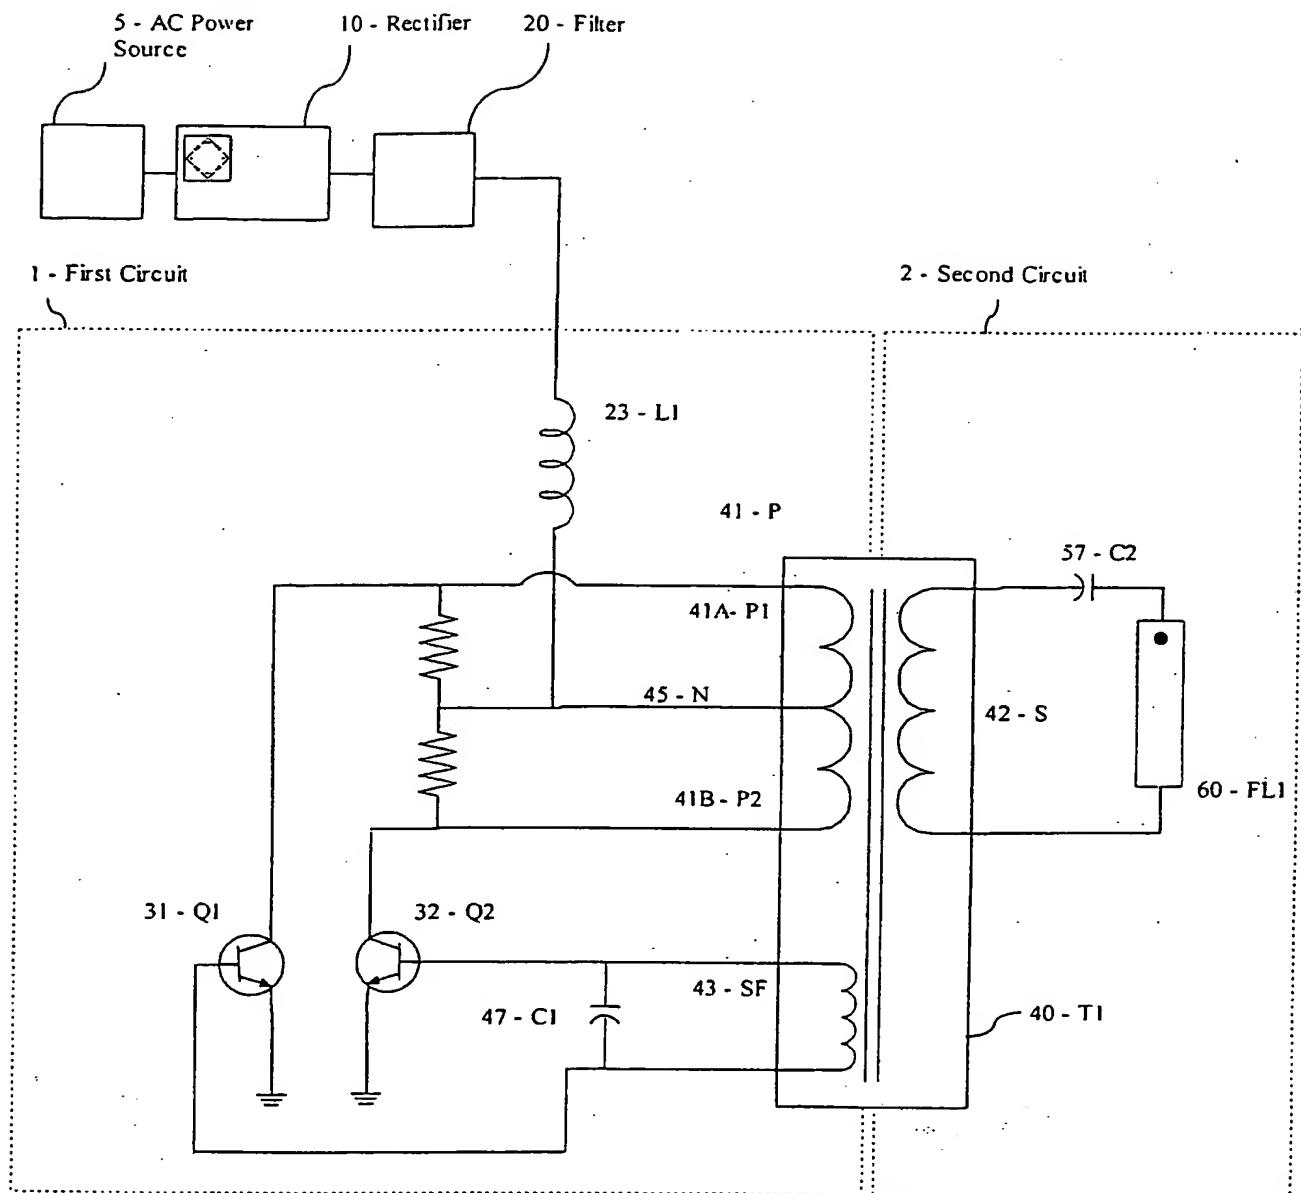 5 - AC Power
Source
10 - Rectifier
20 - Filter
1 - First Circuit
2 - Second Circuit
23 - L1
41 - P
57 - C2
41A- P1
45 - N
42 - S
41B - P2
60 - FL1
31 - Q1
32 - Q2
43 - SF
47 - C1
40 - T1